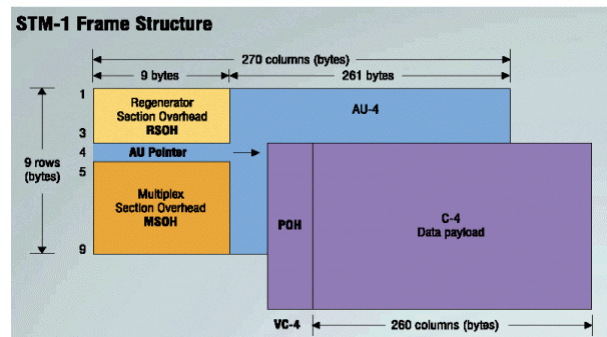 STM-1 Frame Structure
270 columns (bytes)
9 bytes
261 bytes
1
Regenerator
Section Overhead
RSOH
AU-4
3
4
AU Pointer
9 rows
(bytes)
5
Multiplex
Section Overhead
MSOH
POH
C-4
Data payload
9
VC-4
260 columns (bytes)